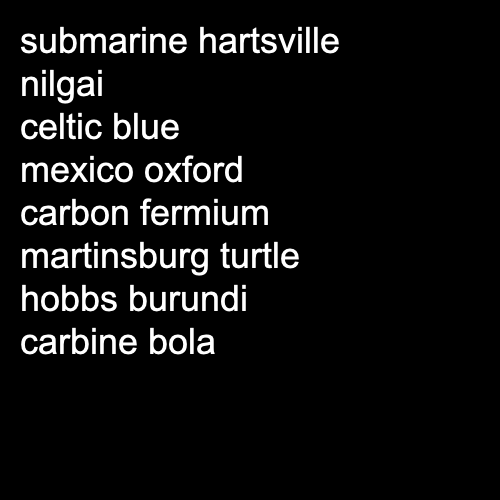 submarine hartsville
nilgai
celtic blue
mexico oxford
carbon fermium
martinsburg turtle
hobbs burundi
carbine bola